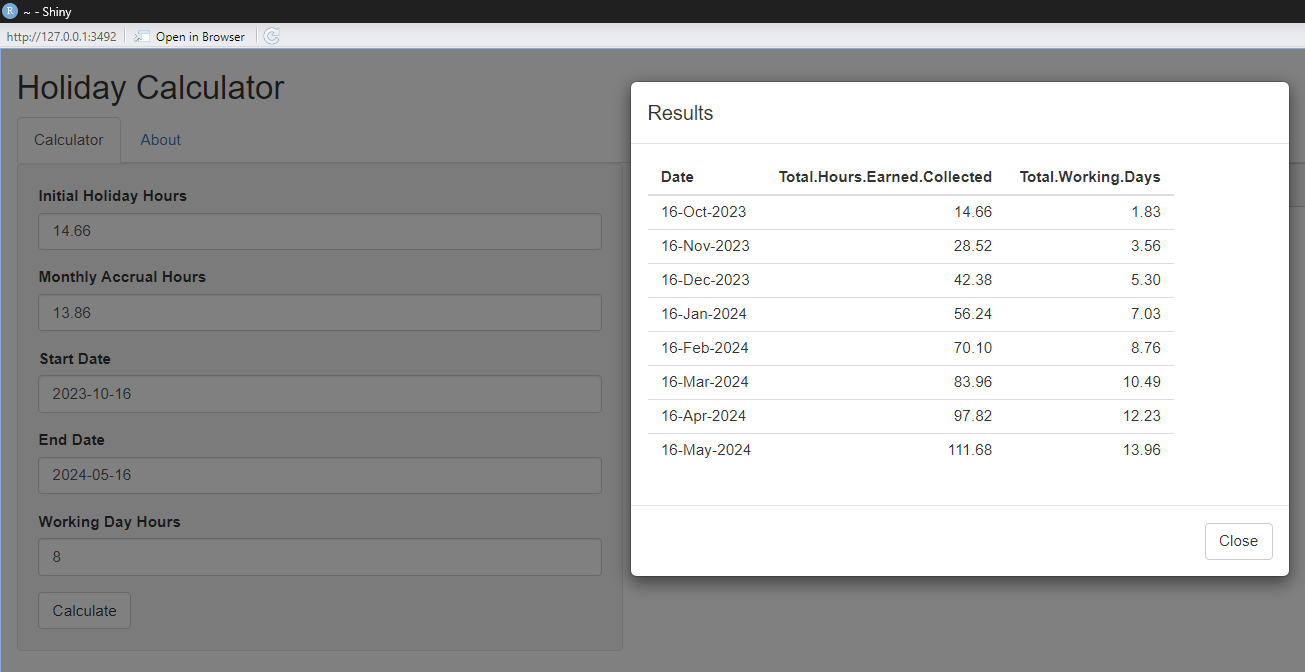 R ~ - Shiny
http://127.0.0.1:3492 Open in Browser
Holiday Calculator
Calculator About
Initial Holiday Hours
14.66
Monthly Accrual Hours
13.86
Start Date
2023-10-16
End Date
2024-05-16
Working Day Hours
8
Calculate
Results
Date Total.Hours.Earned.Collected Total.Working.Days
16-Oct-2023 14.66 1.83
16-Nov-2023 28.52 3.56
16-Dec-2023 42.38 5.30
16-Jan-2024 56.24 7.03
16-Feb-2024 70.10 8.76
16-Mar-2024 83.96 10.49
16-Apr-2024 97.82 12.23
16-May-2024 111.68 13.96
Close